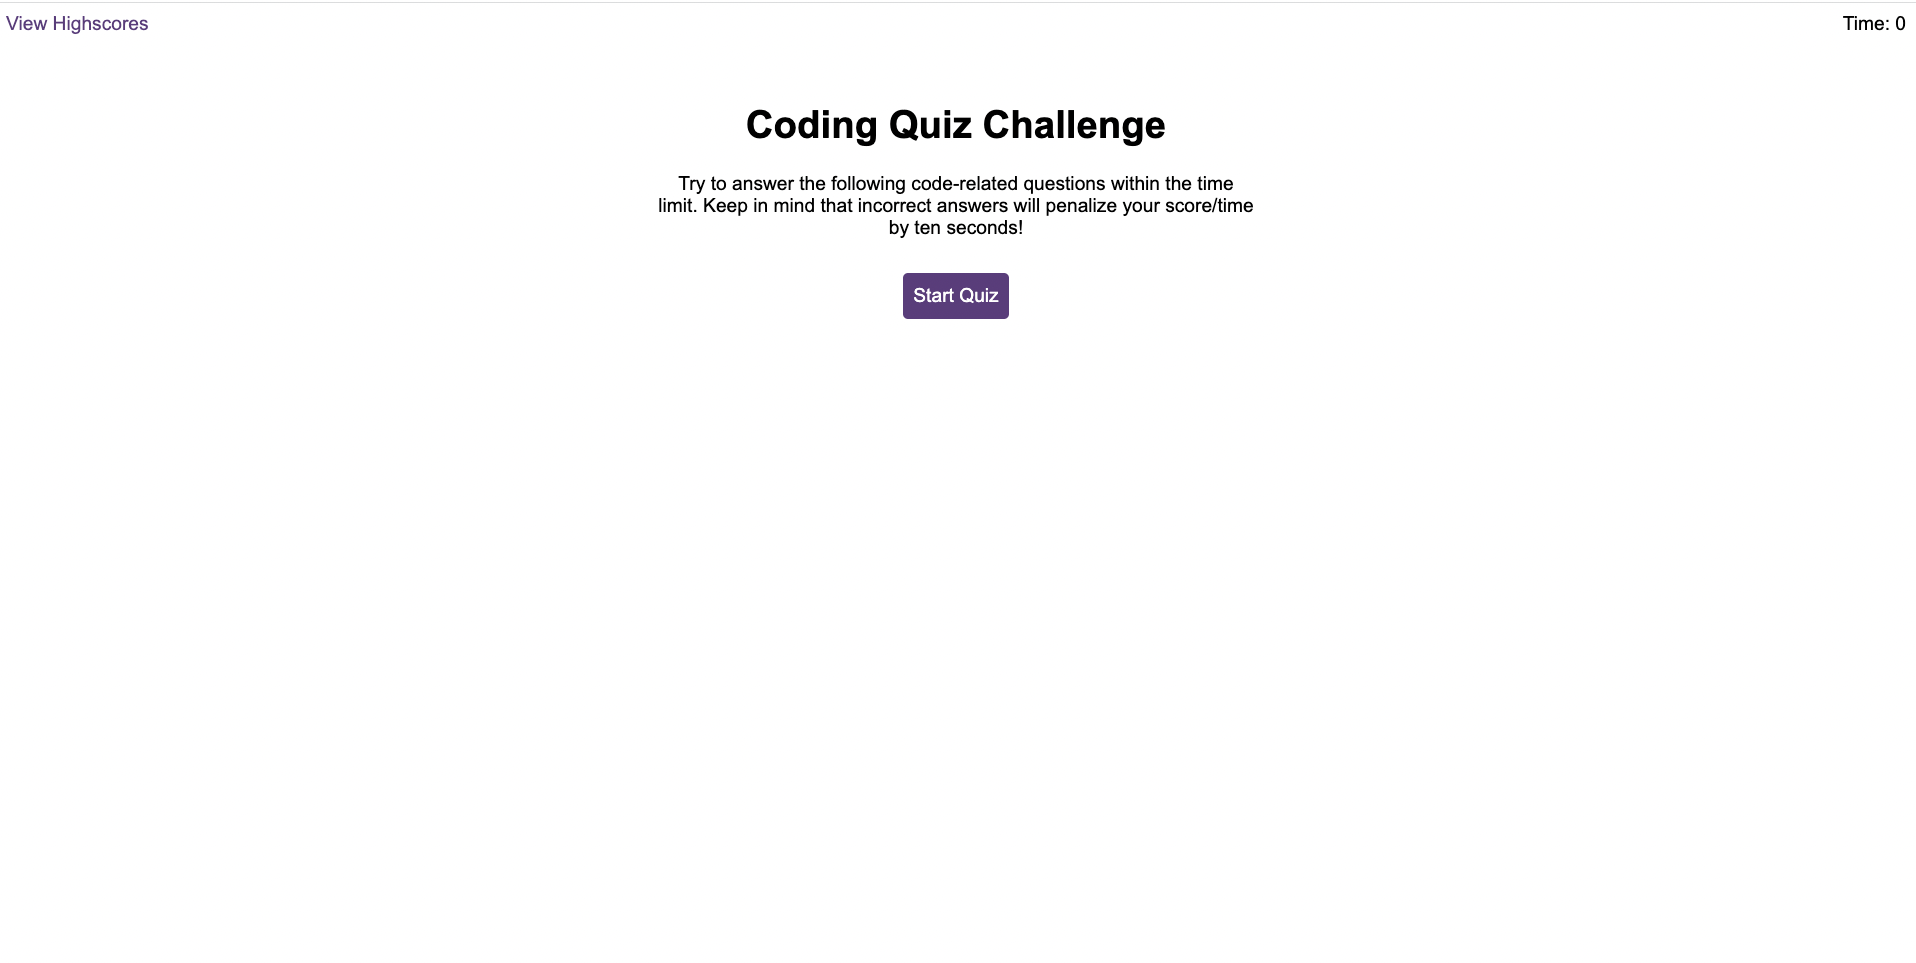 View Highscores
Time: 0
Coding Quiz Challenge
Try to answer the following code-related questions within the time
limit. Keep in mind that incorrect answers will penalize your score/time
by ten seconds!
Start Quiz